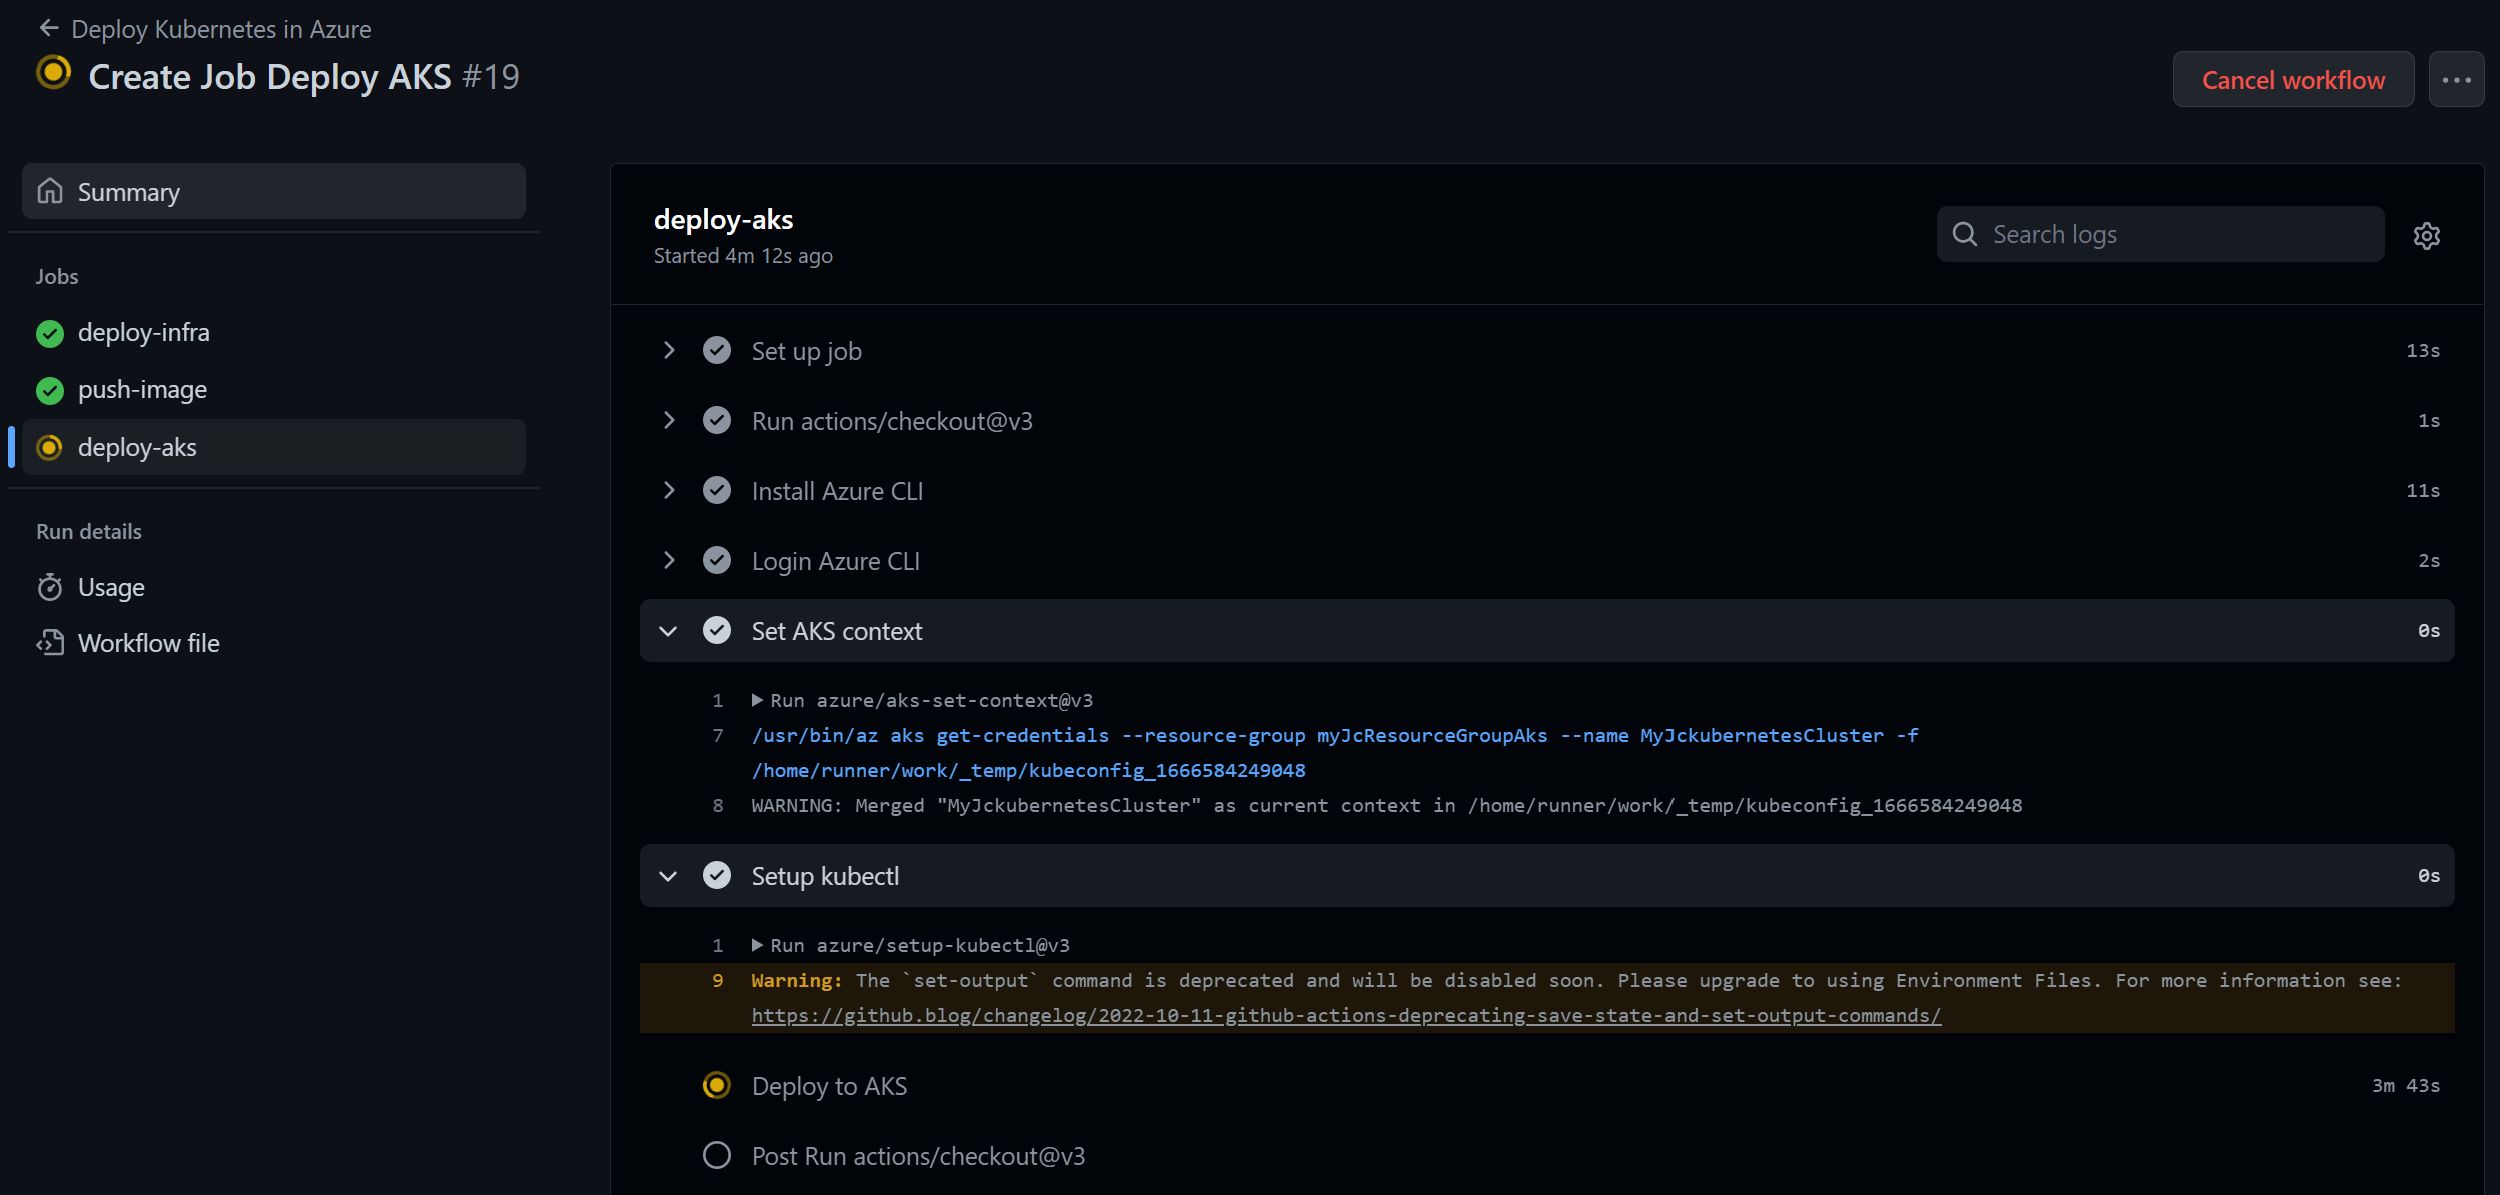 Deploy Kubernetes in Azure
Create Job Deploy AKS #19
Cancel workflow
Summary
Jobs
deploy-infra
push-image
deploy-aks
Run details
Usage
Workflow file
deploy-aks
Started 4m 12s ago
Search logs
Set up job 13s
Run actions/checkout@v3 1s
Install Azure CLI 11s
Login Azure CLI 2s
Set AKS context 0s
1 Run azure/aks-set-context@v3
7 /usr/bin/az aks get-credentials --resource-group myJcResourceGroupAks --name MyJckubernetesCluster -f
/home/runner/work/_temp/kubeconfig_1666584249048
8 WARNING: Merged "MyJckubernetesCluster" as current context in /home/runner/work/_temp/kubeconfig_1666584249048
Setup kubectl 0s
1 Run azure/setup-kubectl@v3
9 Warning: The `set-output` command is deprecated and will be disabled soon. Please upgrade to using Environment Files. For more information see:
https://github.blog/changelog/2022-10-11-github-actions-deprecating-save-state-and-set-output-commands/
Deploy to AKS 3m 43s
Post Run actions/checkout@v3